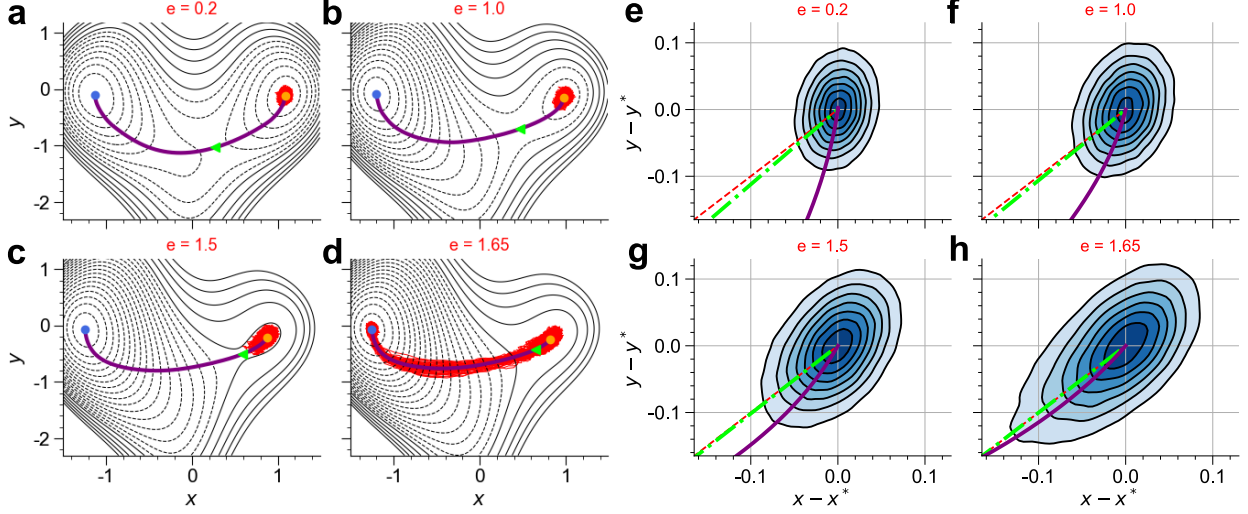 a
e = 0.2
b
e = 1.0
e
e = 0.2
f
e = 1.0
1
0
-1
-2
y
0.1
0.0
-0.1
y − y*
c
e = 1.5
d
e = 1.65
g
e = 1.5
h
e = 1.65
1
0
-1
-2
y
-1
0
1
x
-1
0
1
x
0.1
0.0
-0.1
y − y*
-0.1
0.0
0.1
x − x*
-0.1
0.0
0.1
x − x*